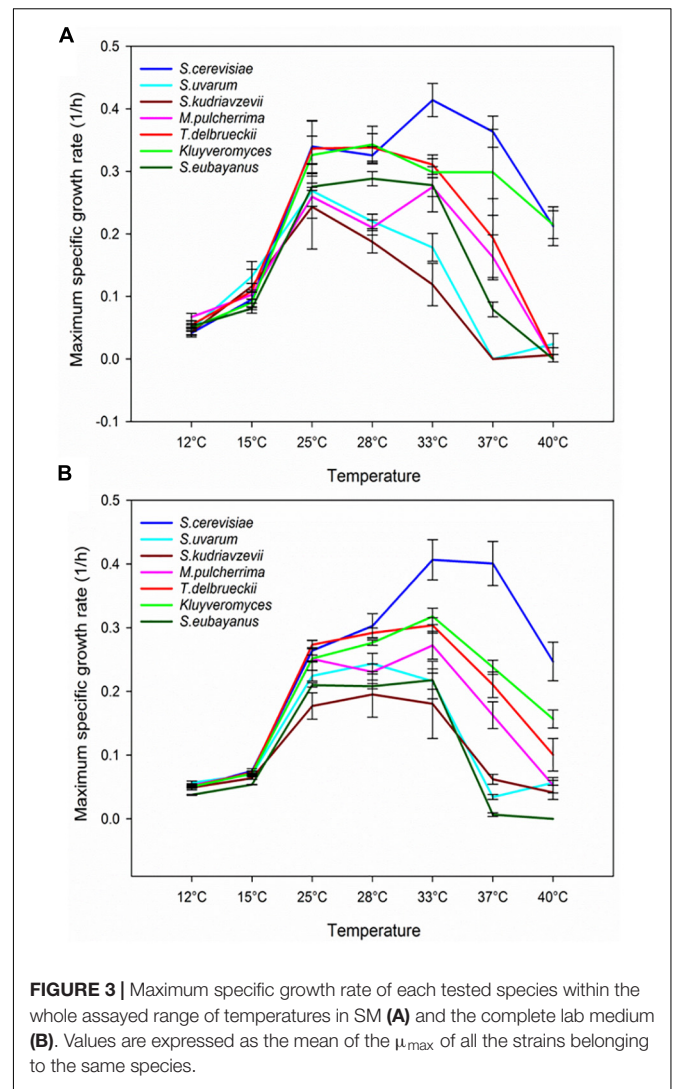 A
0.5
0.4
0.3
0.2
0.1
0.0
-0.1
Maximum specific growth rate (1/h)
S.cerevisiae
S.uvarum
S.kudriavzevii
M.pulcherrima
T.delbrueckii
Kluyveromyces
S.eubayanus
12°C 15°C 25°C 28°C 33°C 37°C 40°C
Temperature
B
0.5
0.4
0.3
0.2
0.1
0.0
Maximum specific growth rate (1/h)
S.cerevisiae
S.uvarum
S.kudriavzevii
M.pulcherrima
T.delbrueckii
Kluyveromyces
S.eubayanus
12°C 15°C 25°C 28°C 33°C 37°C 40°C
Temperature
FIGURE 3 | Maximum specific growth rate of each tested species within the
whole assayed range of temperatures in SM (A) and the complete lab medium
(B). Values are expressed as the mean of the μmax of all the strains belonging
to the same species.